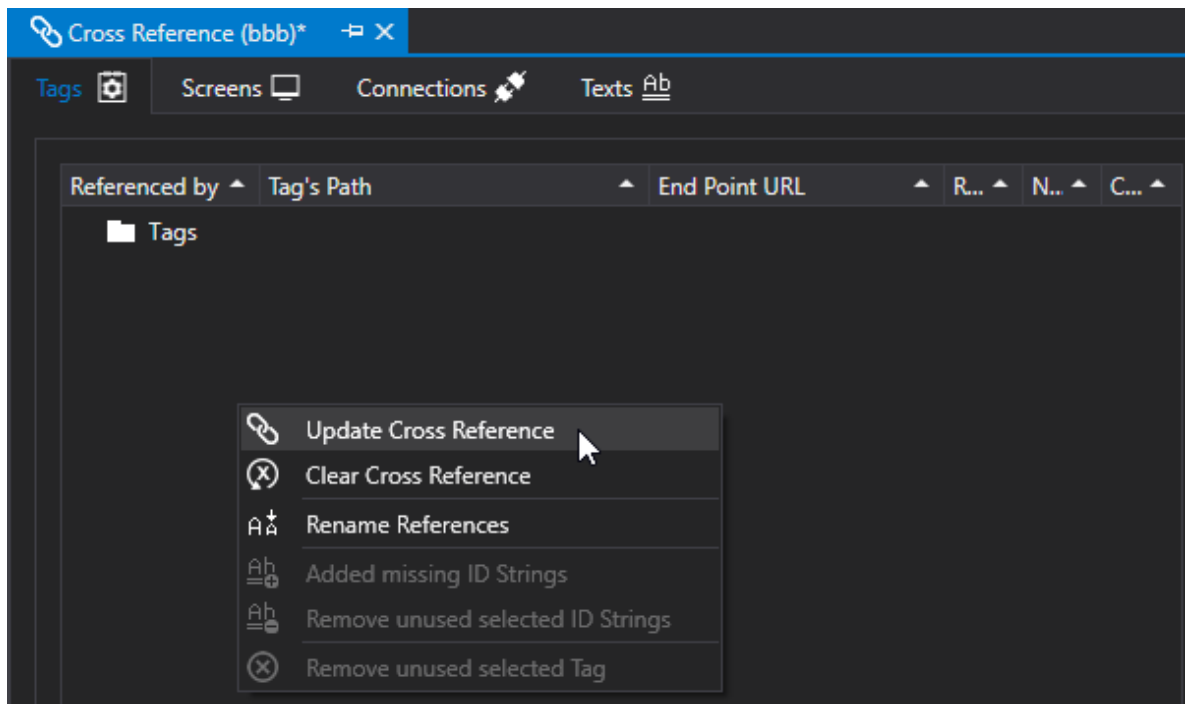 Cross Reference (bbb)*
Tags Screens Connections Texts Ab
Referenced by Tag's Path End Point URL R... N... C...
Tags
Update Cross Reference
Clear Cross Reference
Rename References
Added missing ID Strings
Remove unused selected ID Strings
Remove unused selected Tag